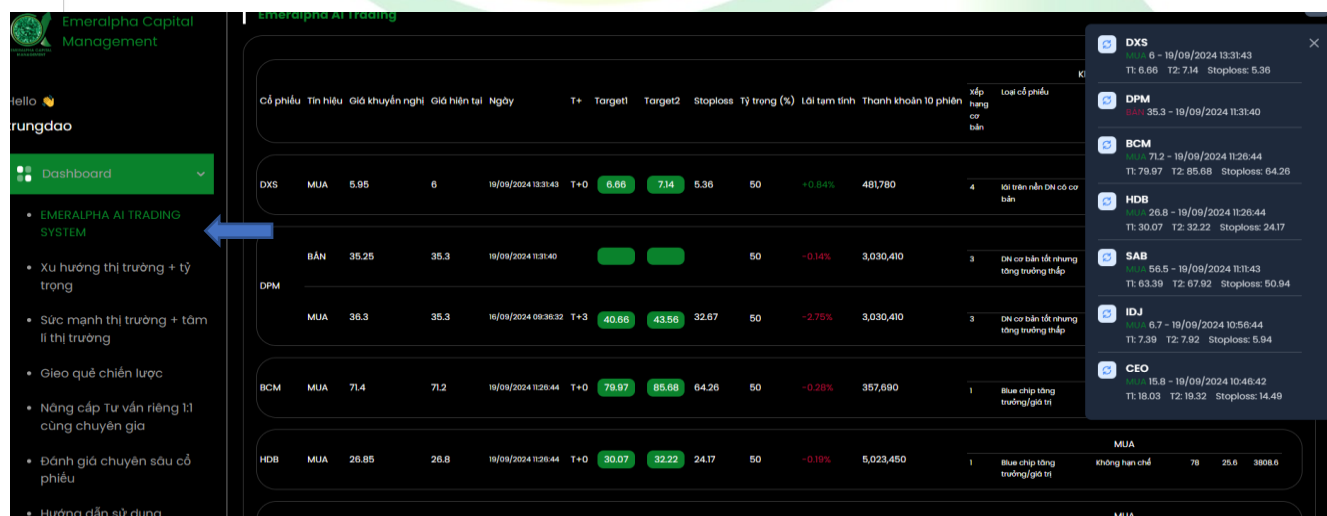 Emeralpha Capital
Management
Emeralpha AI Trading
Hello 👋
trungdao
Dashboard
EMERALPHA AI TRADING
SYSTEM
Xu hướng thị trường + tỷ
trọng
Sức mạnh thị trường + tâm
lí thị trường
Gieo quẻ chiến lược
Nâng cấp Tư vấn riêng 1:1
cùng chuyên gia
Đánh giá chuyên sâu cổ
phiếu
Hướng dẫn sử dụng
Cổ phiếu Tín hiệu Giá khuyến nghị Giá hiện tại Ngày T+ Target1 Target2 Stoploss Tỷ trọng (%) Lãi tạm tính Thanh khoản 10 phiên
Xếp
hạng
cơ
bản
Loại cổ phiếu
DXS MUA 5.95 6 19/09/2024 13:31:43 T+0 6.66 7.14 5.36 50 +0.84% 481,780 4 lãi trên nền DN có cơ
bản
DPM
BÁN 35.25 35.3 19/09/2024 11:31:40 50 -0.14% 3,030,410 3 DN cơ bản tốt nhưng
tăng trưởng thấp
MUA 36.3 35.3 16/09/2024 09:36:32 T+3 40.66 43.56 32.67 50 -2.75% 3,030,410 3 DN cơ bản tốt nhưng
tăng trưởng thấp
BCM MUA 71.4 71.2 19/09/2024 11:26:44 T+0 79.97 85.68 64.26 50 -0.28% 357,690 1 Blue chip tăng
trưởng/giá trị
MUA
HDB MUA 26.85 26.8 19/09/2024 11:26:44 T+0 30.07 32.22 24.17 50 -0.19% 5,023,450 1 Blue chip tăng
trưởng/giá trị
Không hạn chế 78 25.6 3808.6
MUA
DXS
MUA 6 - 19/09/2024 13:31:43
T1: 6.66 T2: 7.14 Stoploss: 5.36
DPM
BÁN 35.3 - 19/09/2024 11:31:40
BCM
MUA 71.2 - 19/09/2024 11:26:44
T1: 79.97 T2: 85.68 Stoploss: 64.26
HDB
MUA 26.8 - 19/09/2024 11:26:44
T1: 30.07 T2: 32.22 Stoploss: 24.17
SAB
MUA 56.5 - 19/09/2024 11:11:43
T1: 63.39 T2: 67.92 Stoploss: 50.94
IDJ
MUA 6.7 - 19/09/2024 10:56:44
T1: 7.39 T2: 7.92 Stoploss: 5.94
CEO
MUA 15.8 - 19/09/2024 10:46:42
T1: 18.03 T2: 19.32 Stoploss: 14.49